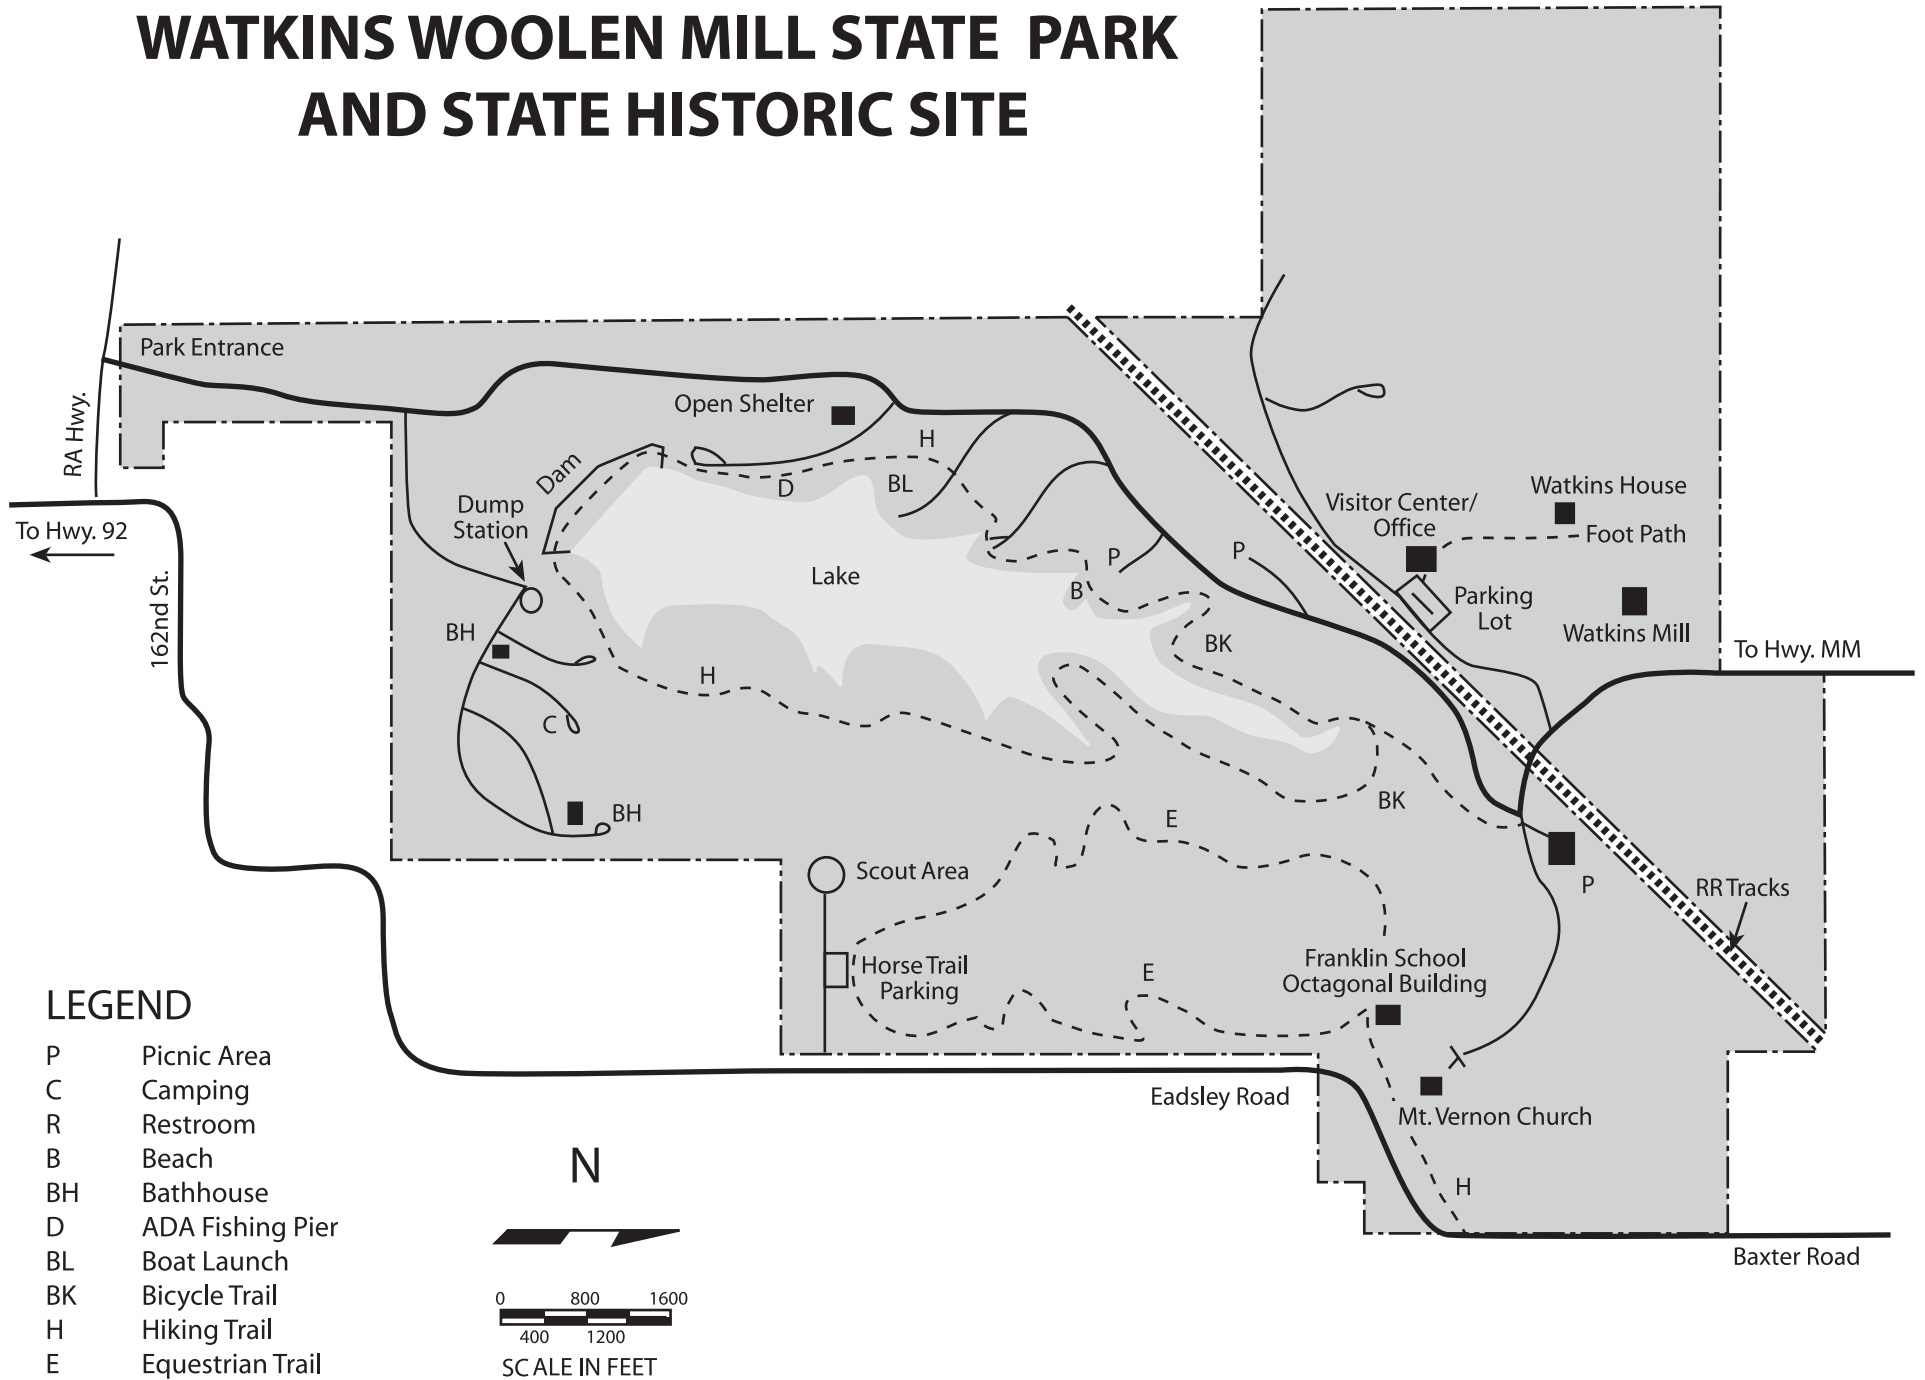 WATKINS WOOLEN MILL STATE PARK
AND STATE HISTORIC SITE
Park Entrance
RA Hwy.
Open Shelter
H
Dam
D
BL
Dump
Station
To Hwy. 92
162nd St.
Lake
P
B
P
BK
Visitor Center/
Office
Watkins House
Foot Path
Parking
Lot
Watkins Mill
To Hwy. MM
BH
H
C
BH
BK
E
Scout Area
P
RR Tracks
Horse Trail
Parking
E
Franklin School
Octagonal Building
Eadsley Road
Mt. Vernon Church
H
Baxter Road
LEGEND
P Picnic Area
C Camping
R Restroom
B Beach
BH Bathhouse
D ADA Fishing Pier
BL Boat Launch
BK Bicycle Trail
H Hiking Trail
E Equestrian Trail
N
0 800 1600
400 1200
SC ALE IN FEET